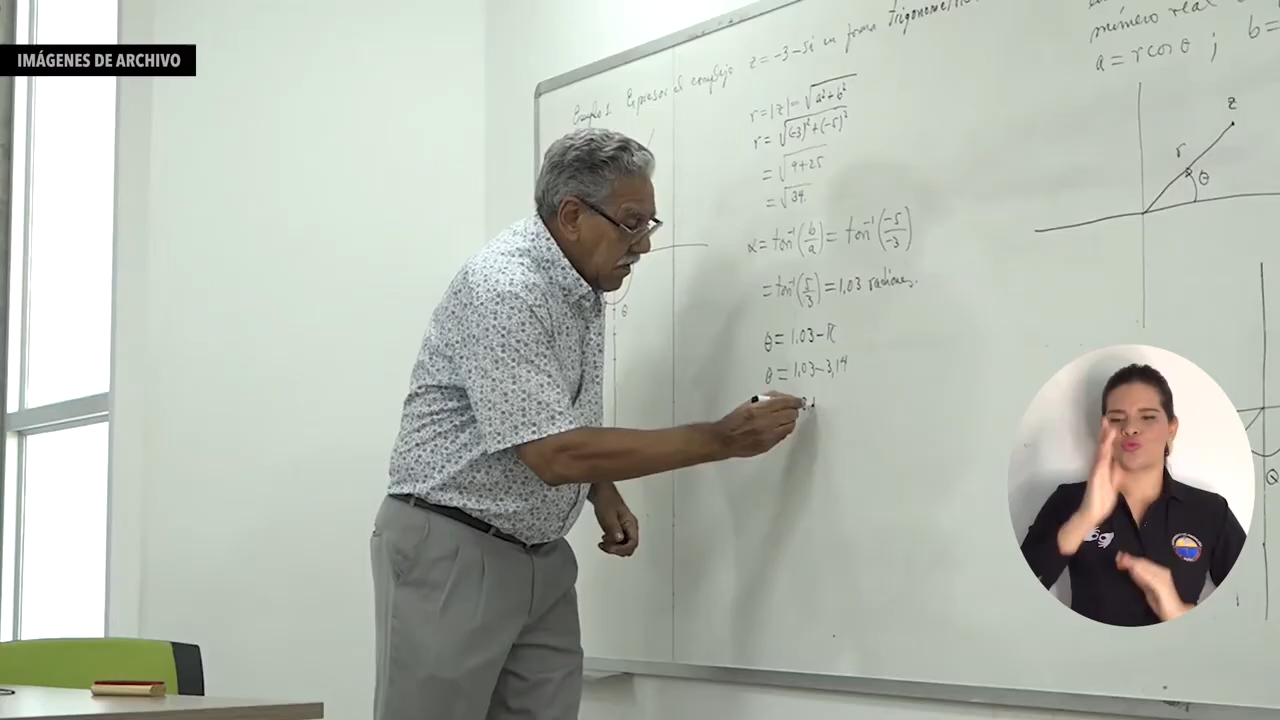 IMÁGENES DE ARCHIVO
Ejemplo 1. Expresar el complejo z = -3 - 5i en forma trigonométrica
r = |z| = √(a² + b²)
r = √((-3)² + (-5)²)
= √(9 + 25)
= √34.
α = tan⁻¹(b/a) = tan⁻¹(-5/-3)
= tan⁻¹(5/3) = 1,03 radianes.
θ = 1.03 - π
θ = 1,03 - 3,14
θ
número real
a = r cos θ ; b =
z
r
θ
θ